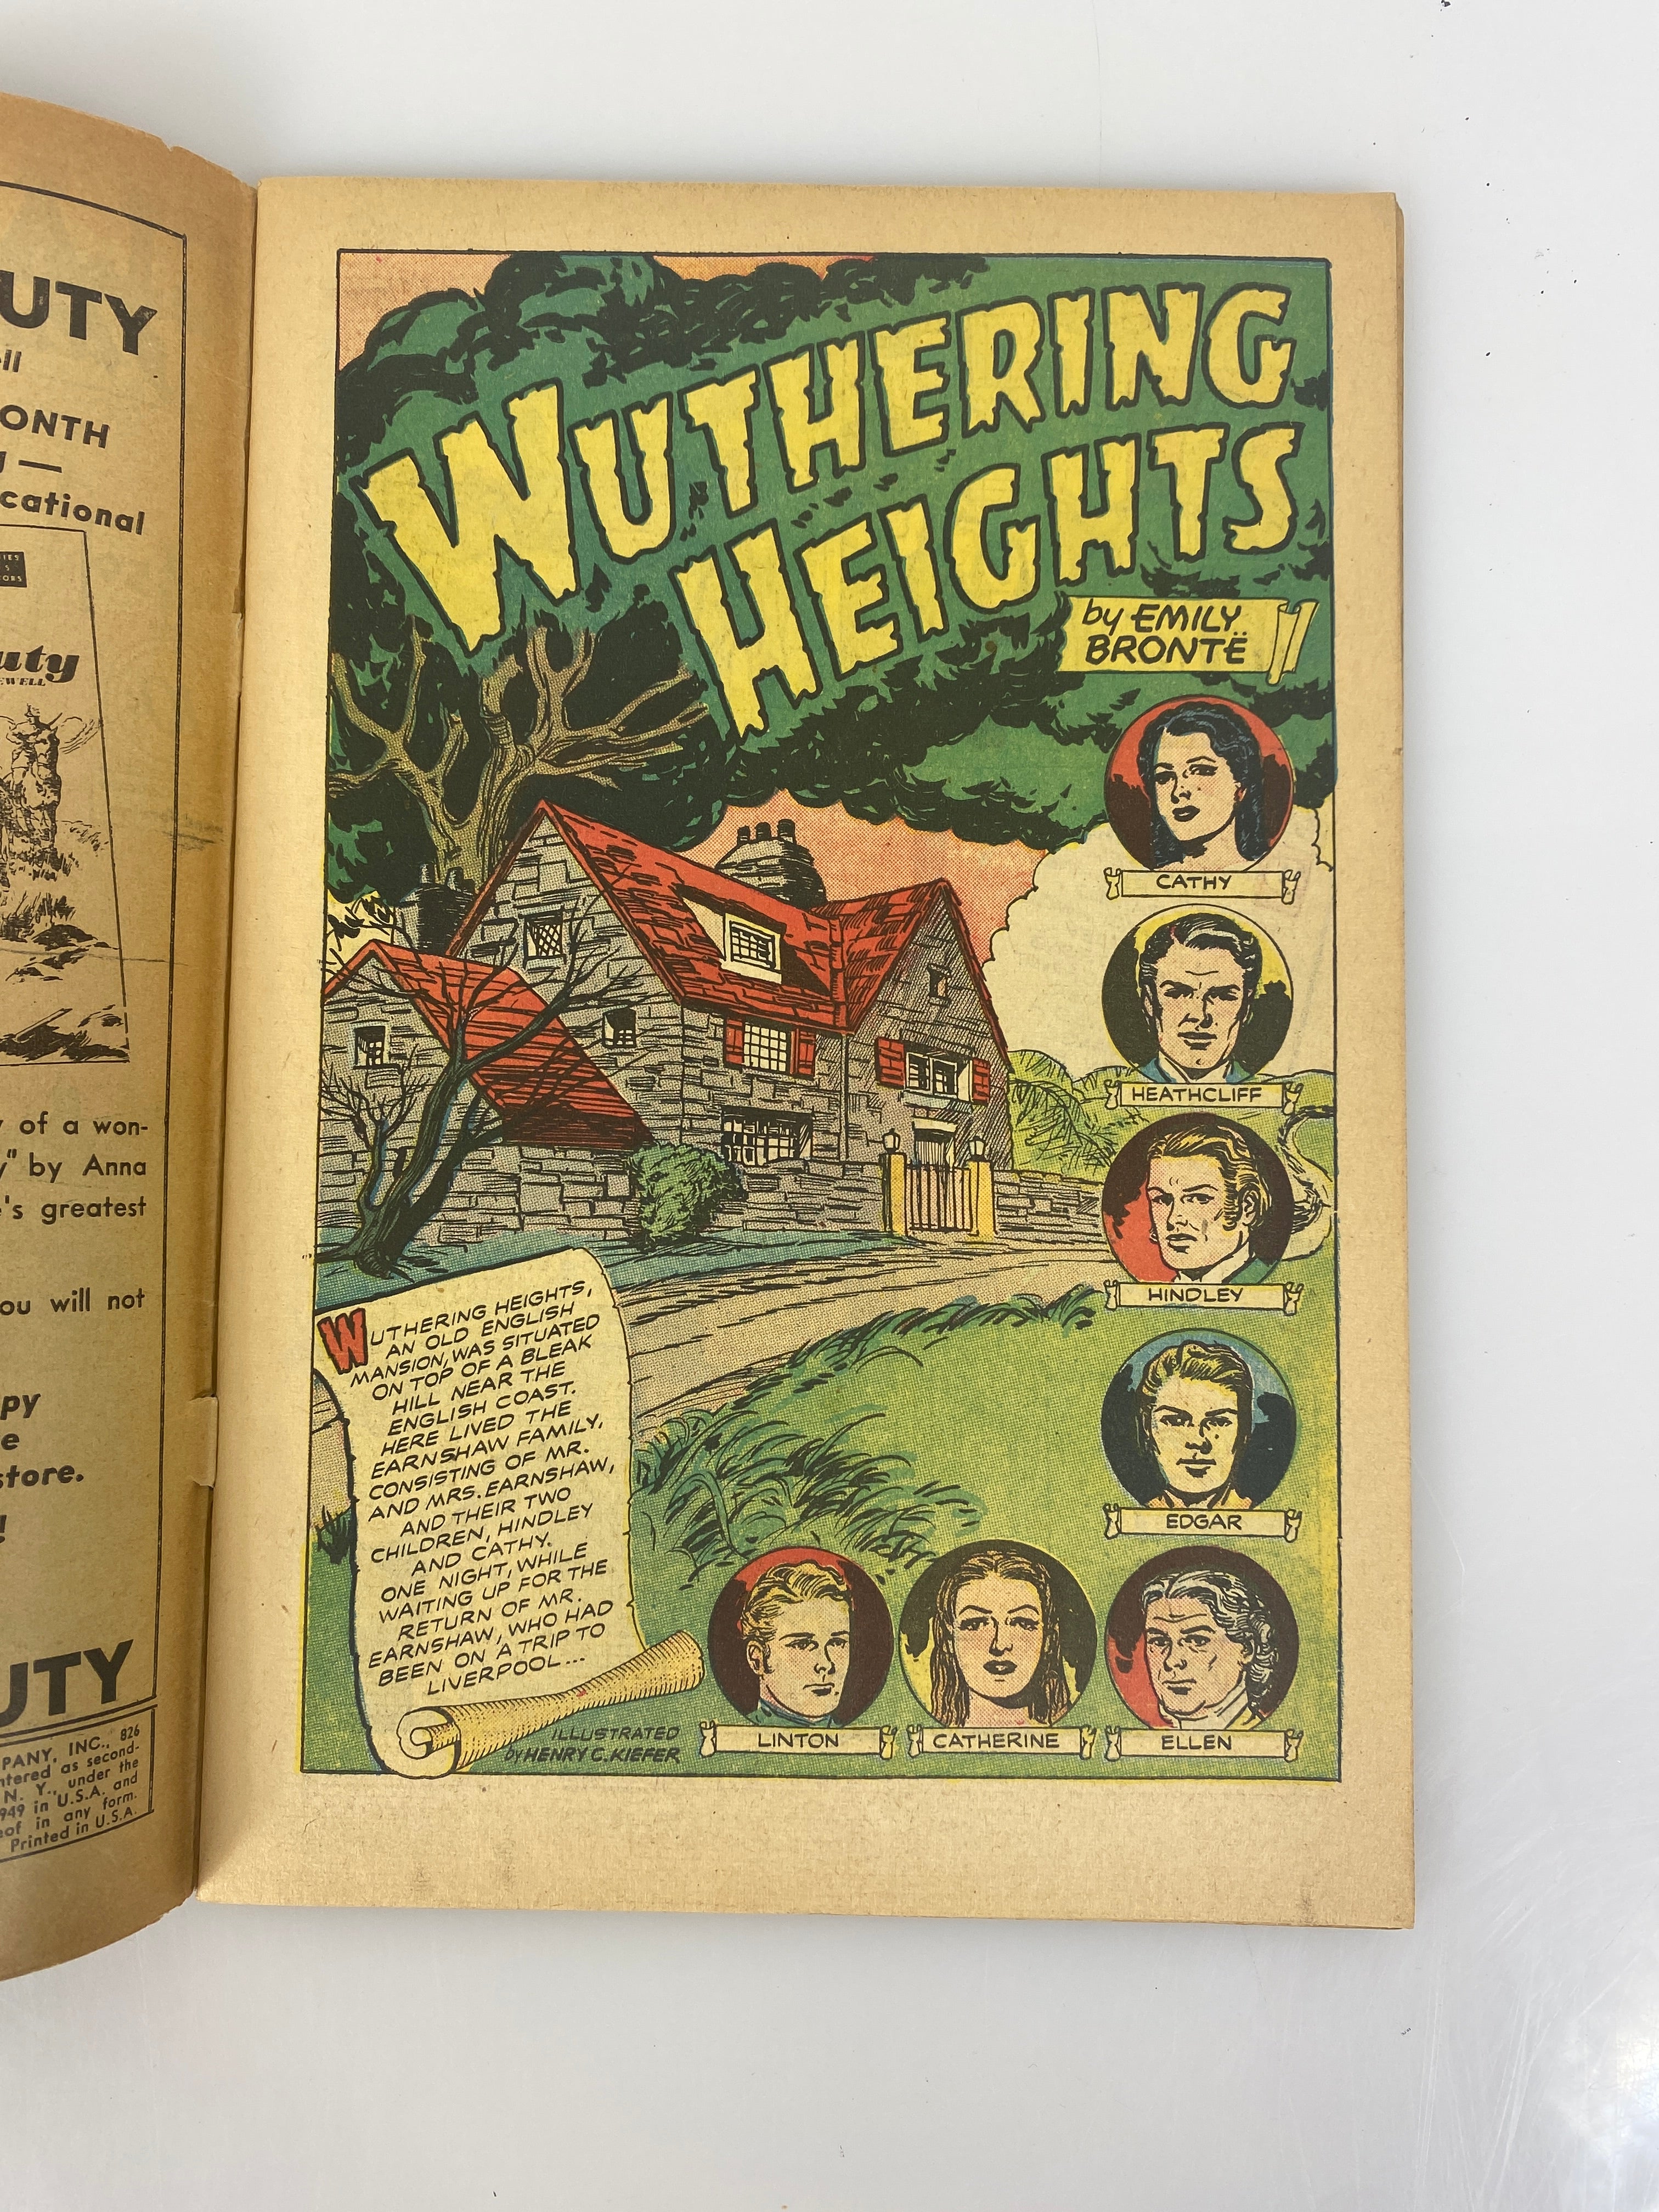 UTY
ONTH
cational
uty
EWELL
of a won-
by Anna
's greatest
ou will not
py
e
store.
!
UTY
PANY, INC., 826
ntered as second-
N. Y., under the
949 in U.S.A. and
eof in any form.
Printed in U.S.A.
WUTHERING
HEIGHTS
by EMILY
BRONTË
CATHY
HEATHCLIFF
HINDLEY
EDGAR
WUTHERING HEIGHTS,
AN OLD ENGLISH
MANSION, WAS SITUATED
ON TOP OF A BLEAK
HILL NEAR THE
ENGLISH COAST.
HERE LIVED THE
EARNSHAW FAMILY,
CONSISTING OF MR.
AND MRS. EARNSHAW,
AND THEIR TWO
CHILDREN, HINDLEY
AND CATHY.
ONE NIGHT, WHILE
WAITING UP FOR THE
RETURN OF MR.
EARNSHAW, WHO HAD
BEEN ON A TRIP TO
LIVERPOOL...
ILLUSTRATED
by HENRY C. KIEFER
LINTON
CATHERINE
ELLEN